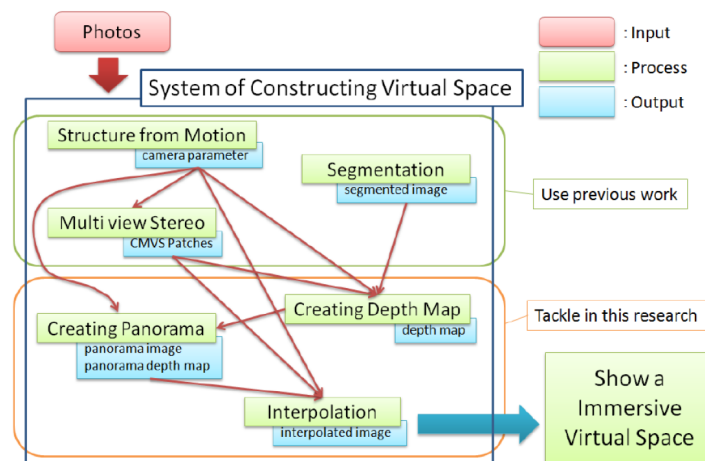 Photos
: Input
: Process
: Output
System of Constructing Virtual Space
Structure from Motion
camera parameter
Segmentation
segmented image
Use previous work
Multi view Stereo
CMVS Patches
Creating Depth Map
depth map
Tackle in this research
Creating Panorama
panorama image
panorama depth map
Interpolation
interpolated image
Show a
Immersive
Virtual Space